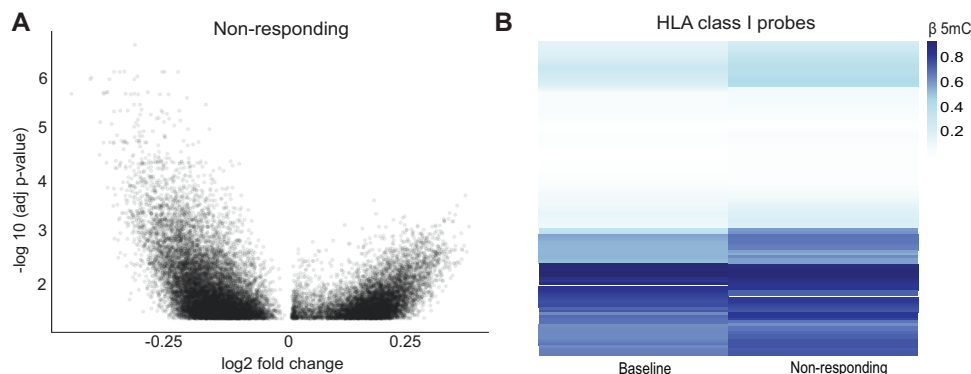 A
Non-responding
6
5
4
3
2
-log 10 (adj p-value)
-0.25
0
0.25
log2 fold change
B
HLA class I probes
β 5mC
0.8
0.6
0.4
0.2
Baseline
Non-responding